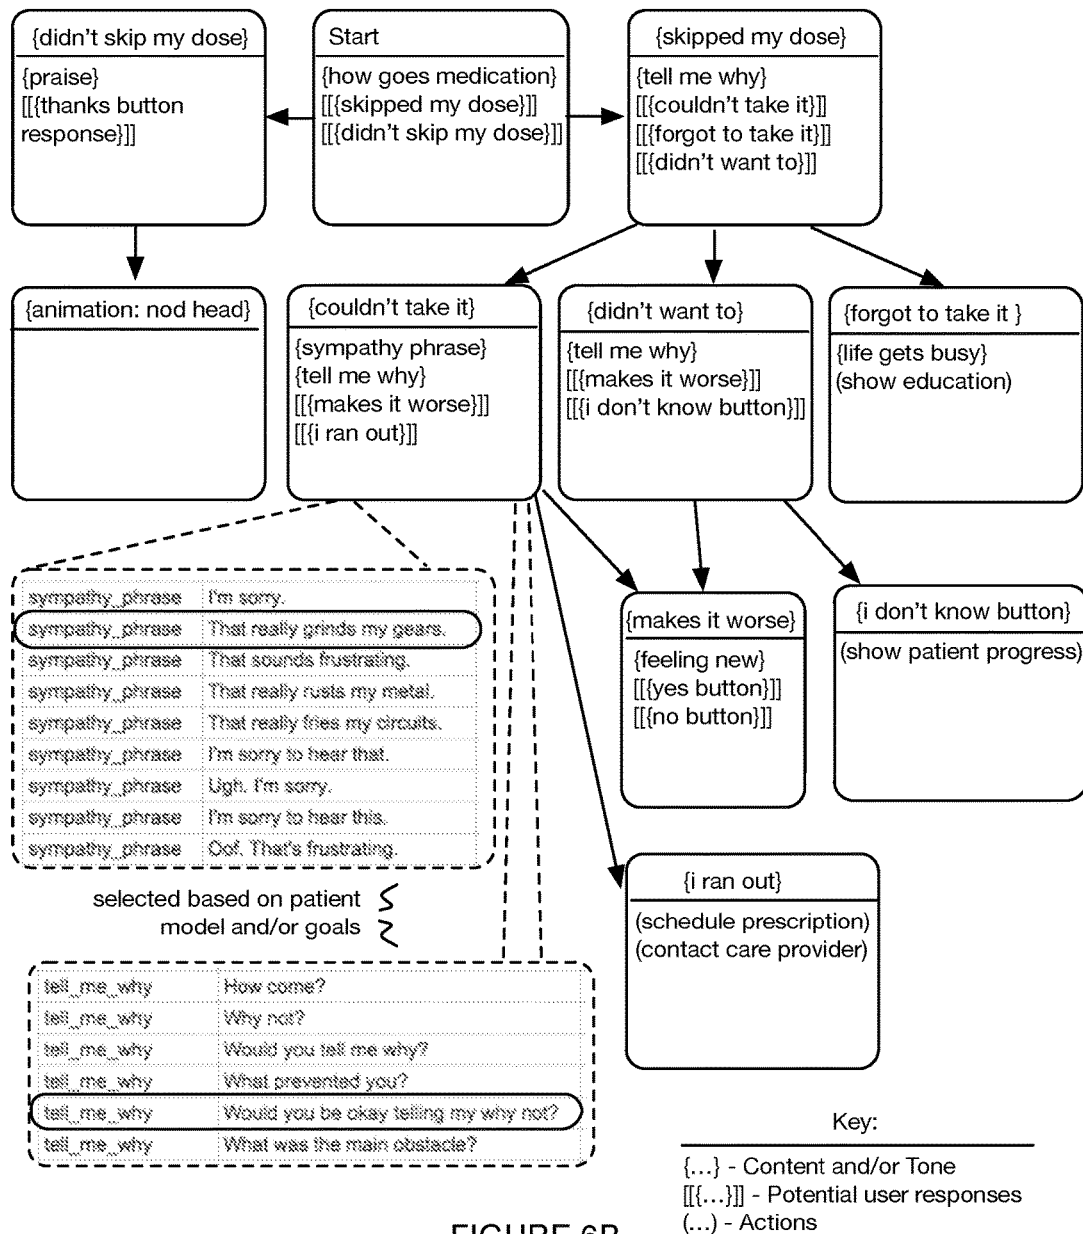 {didn't skip my dose}
{praise}
[[{thanks button
response}]]
Start
{how goes medication}
[[{skipped my dose}]]
[[{didn't skip my dose}]]
{skipped my dose}
{tell me why}
[[{couldn't take it}]]
[[{forgot to take it}]]
[[{didn't want to}]]
{animation: nod head}
{couldn't take it}
{sympathy phrase}
{tell me why}
[[{makes it worse}]]
[[{i ran out}]]
{didn't want to}
{tell me why}
[[{makes it worse}]]
[[{i don't know button}]]
{forgot to take it }
{life gets busy}
(show education)
sympathy_phrase I'm sorry.
sympathy_phrase That really grinds my gears.
sympathy_phrase That sounds frustrating.
sympathy_phrase That really rusts my metal.
sympathy_phrase That really fries my circuits.
sympathy_phrase I'm sorry to hear that.
sympathy_phrase Ugh. I'm sorry.
sympathy_phrase I'm sorry to hear this.
sympathy_phrase Oof. That's frustrating.
{makes it worse}
{feeling new}
[[{yes button}]]
[[{no button}]]
{i don't know button}
(show patient progress)
selected based on patient
model and/or goals
{i ran out}
(schedule prescription)
(contact care provider)
tell_me_why How come?
tell_me_why Why not?
tell_me_why Would you tell me why?
tell_me_why What prevented you?
tell_me_why Would you be okay telling my why not?
tell_me_why What was the main obstacle?
Key:
{...} - Content and/or Tone
[[{...}]] - Potential user responses
(...) - Actions
FIGURE 6B